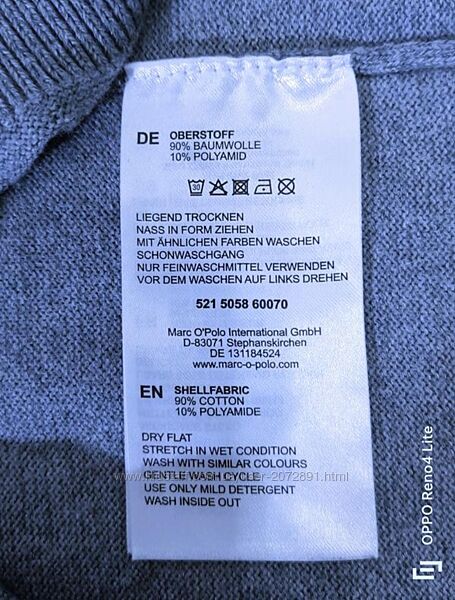 DE OBERSTOFF
90% BAUMWOLLE
10% POLYAMID
30
LIEGEND TROCKNEN
NASS IN FORM ZIEHEN
MIT ÄHNLICHEN FARBEN WASCHEN
SCHONWASCHGANG
NUR FEINWASCHMITTEL VERWENDEN
VOR DEM WASCHEN AUF LINKS DREHEN
521 5058 60070
Marc O'Polo International GmbH
D-83071 Stephanskirchen
DE 131184524
www.marc-o-polo.com
EN SHELLFABRIC
90% COTTON
10% POLYAMIDE
DRY FLAT
STRETCH IN WET CONDITION
WASH WITH SIMILAR COLOURS
GENTLE WASH CYCLE
USE ONLY MILD DETERGENT
WASH INSIDE OUT
OPPO Reno4 Lite